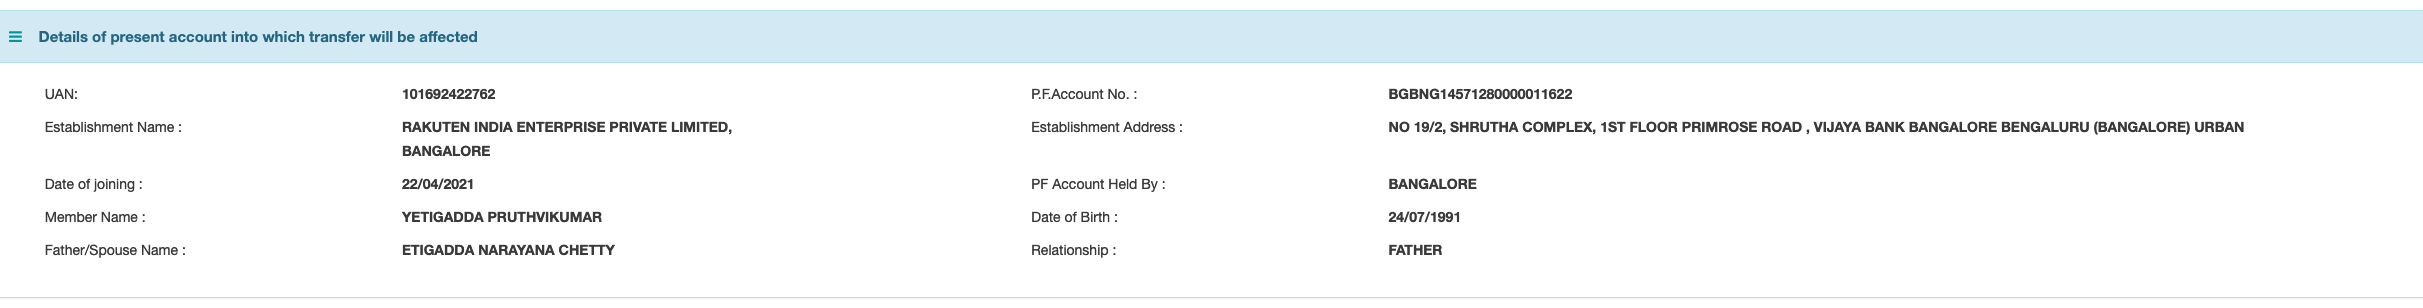 Details of present account into which transfer will be affected
UAN: 101692422762 P.F.Account No. : BGBNG14571280000011622
Establishment Name : RAKUTEN INDIA ENTERPRISE PRIVATE LIMITED, Establishment Address : NO 19/2, SHRUTHA COMPLEX, 1ST FLOOR PRIMROSE ROAD , VIJAYA BANK BANGALORE BENGALURU (BANGALORE) URBAN
BANGALORE
Date of joining : 22/04/2021 PF Account Held By : BANGALORE
Member Name : YETIGADDA PRUTHVIKUMAR Date of Birth : 24/07/1991
Father/Spouse Name : ETIGADDA NARAYANA CHETTY Relationship : FATHER